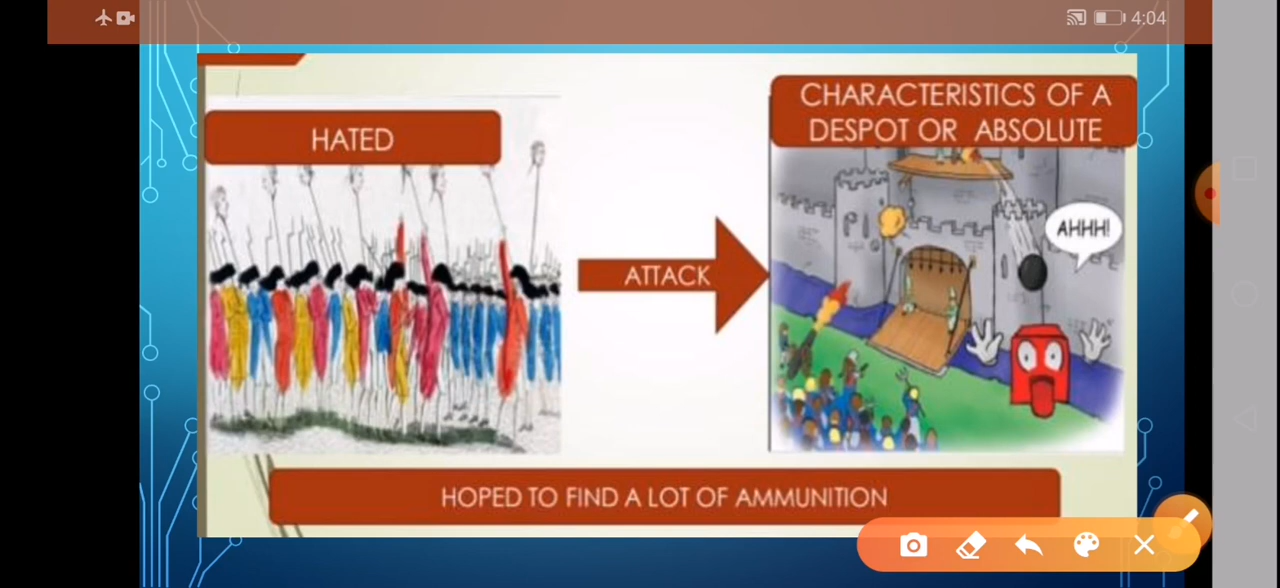 4:04
HATED
CHARACTERISTICS OF A
DESPOT OR ABSOLUTE
AHHH!
ATTACK
HOPED TO FIND A LOT OF AMMUNITION